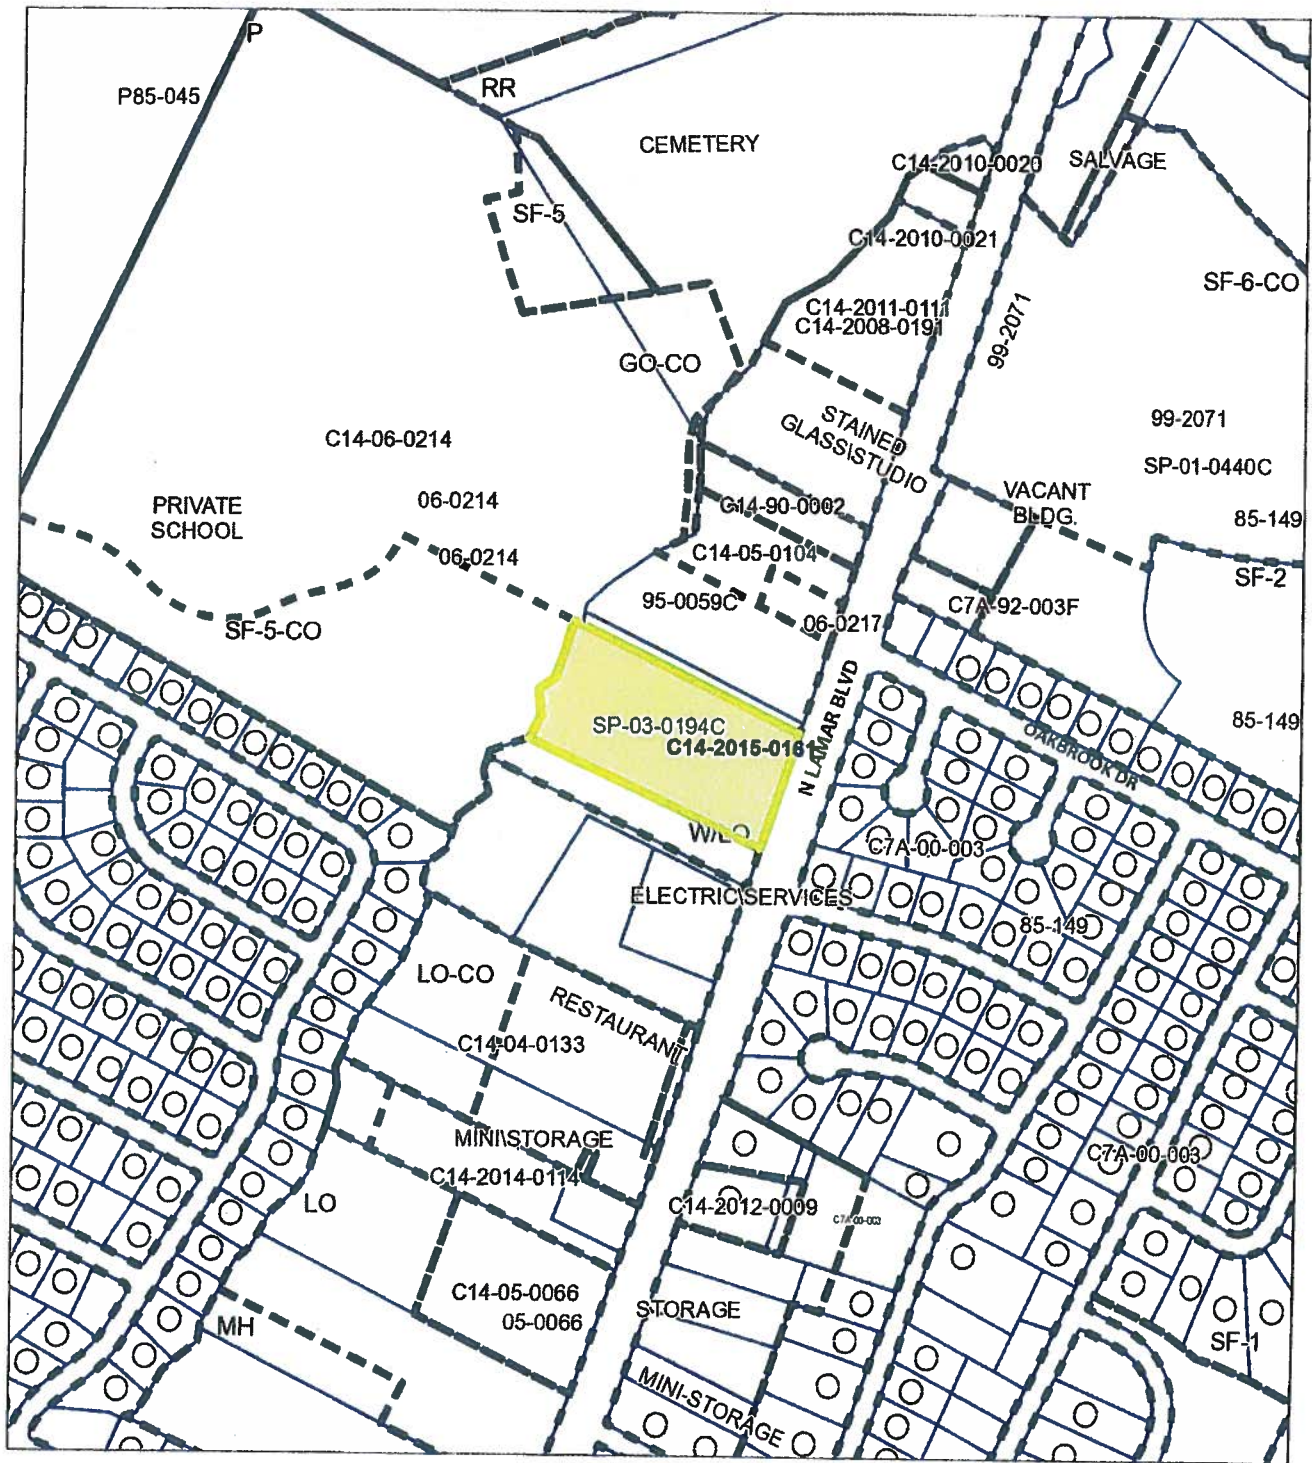 P
P85-045
RR
CEMETERY
C14-2010-0020
SALVAGE
SF-5
C14-2010-0021
SF-6-CO
C14-2011-0111
C14-2008-0191
99-2071
GO-CO
STAINED
GLASS\STUDIO
99-2071
C14-06-0214
SP-01-0440C
PRIVATE
SCHOOL
06-0214
C14-90-0002
VACANT
BLDG.
85-149
06-0214
C14-05-0104
SF-2
95-0059C
C7A-92-003F
06-0217
SF-5-CO
N LAMAR BLVD
SP-03-0194C
C14-2015-0161
85-149
OAKBROOK DR
W/LO
C7A-00-003
ELECTRIC\SERVICES
85-149
LO-CO
RESTAURANT
C14-04-0133
MINI\STORAGE
C7A-00-003
C14-2014-0114
LO
C14-2012-0009
C7A-00-003
C14-05-0066
05-0066
STORAGE
MH
SF-1
MINI-STORAGE